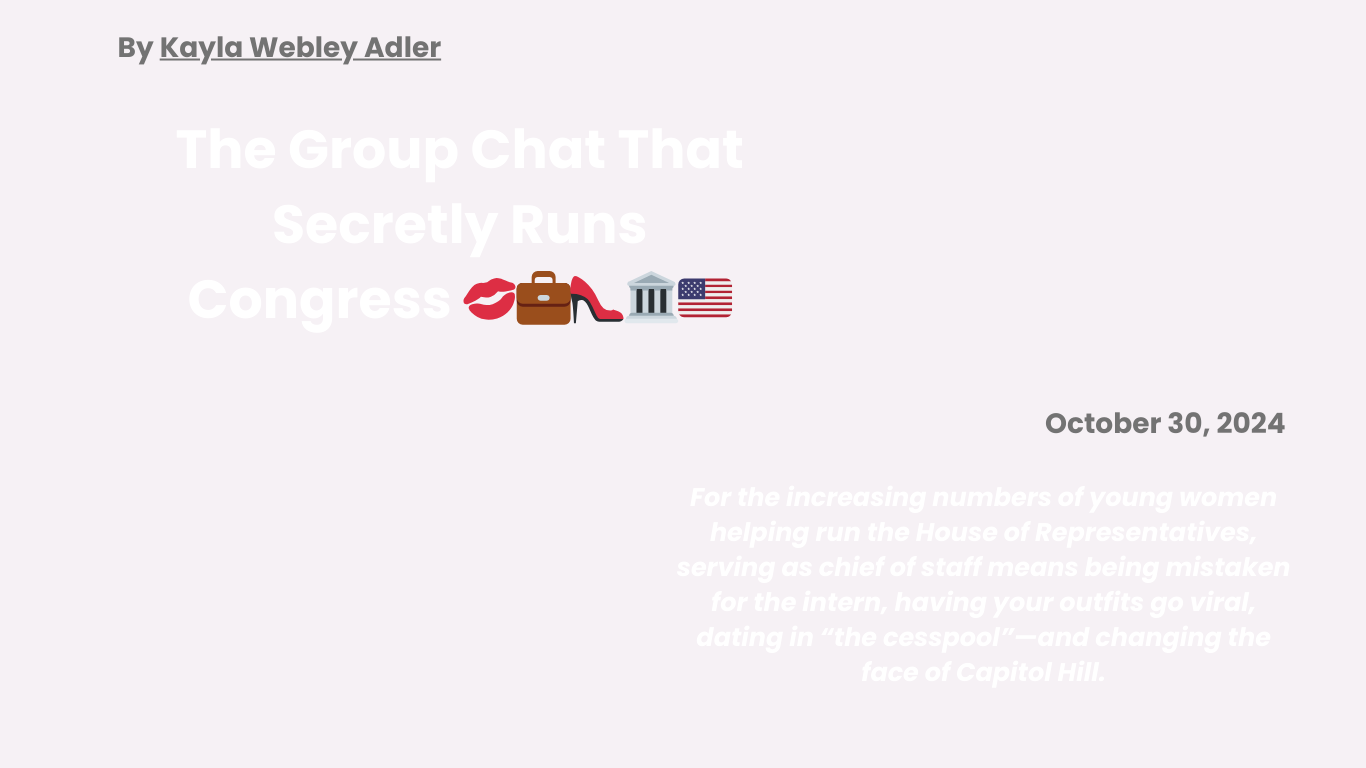 By Kayla Webley Adler
The Group Chat That
Secretly Runs
Congress 💋💼👠🏛️🇺🇸
October 30, 2024
For the increasing numbers of young women
helping run the House of Representatives,
serving as chief of staff means being mistaken
for the intern, having your outfits go viral,
dating in “the cesspool”—and changing the
face of Capitol Hill.